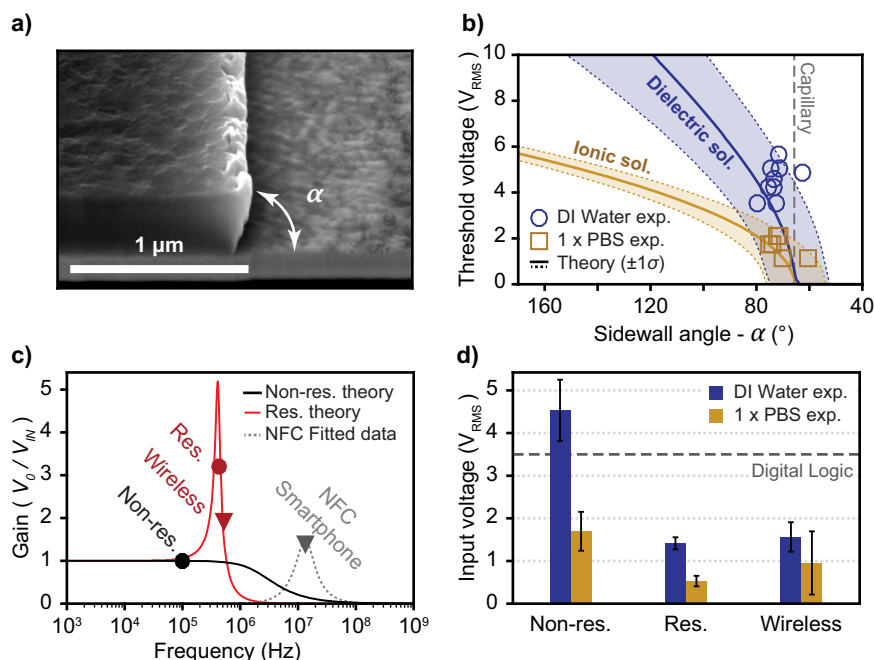 a)
α
1 μm
b)
Threshold voltage (V_RMS)
10
8
6
4
2
0
Dielectric sol.
Ionic sol.
Capillary
DI Water exp.
1 x PBS exp.
Theory (±1σ)
160
120
80
40
Sidewall angle - α (°)
c)
Gain ( V_0 / V_IN )
5
4
3
2
1
0
Non-res. theory
Res. theory
NFC Fitted data
Res.
Wireless
Non-res.
NFC
Smartphone
10^3
10^4
10^5
10^6
10^7
10^8
10^9
Frequency (Hz)
d)
Input voltage (V_RMS)
5
4
3
2
1
0
DI Water exp.
1 x PBS exp.
Digital Logic
Non-res.
Res.
Wireless